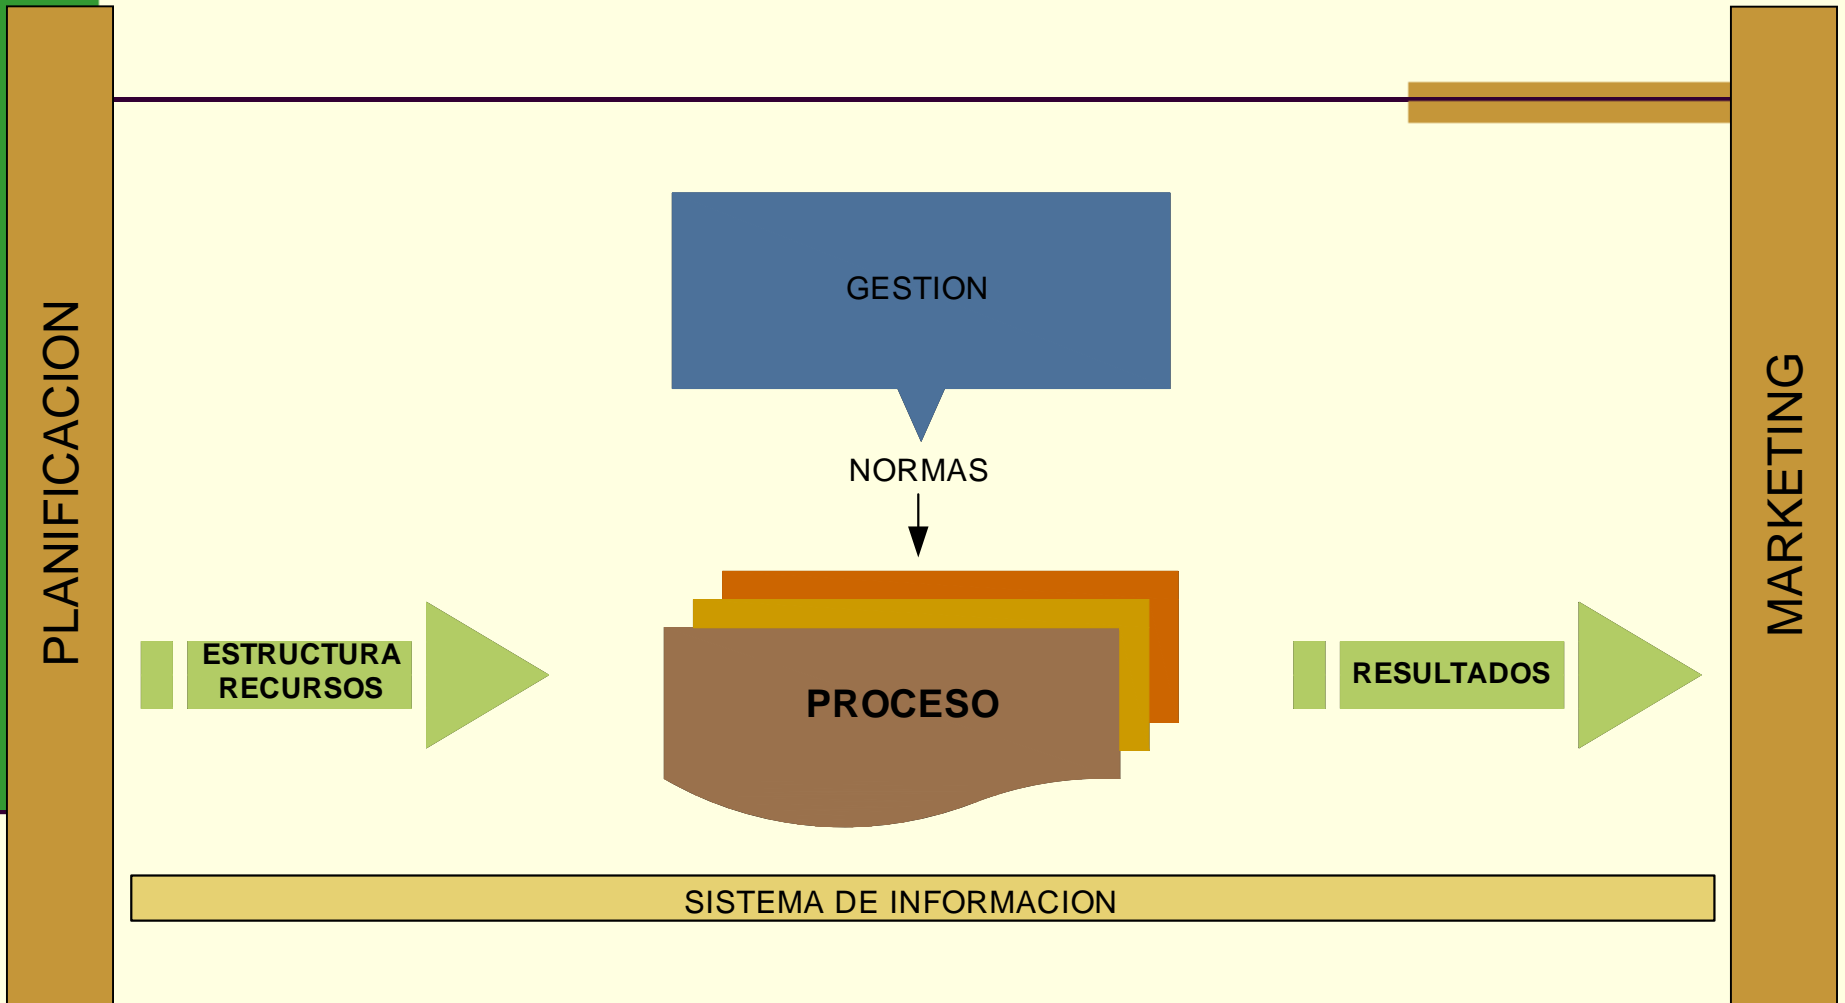 PLANIFICACION
GESTION
NORMAS
ESTRUCTURA
RECURSOS
PROCESO
RESULTADOS
SISTEMA DE INFORMACION
MARKETING